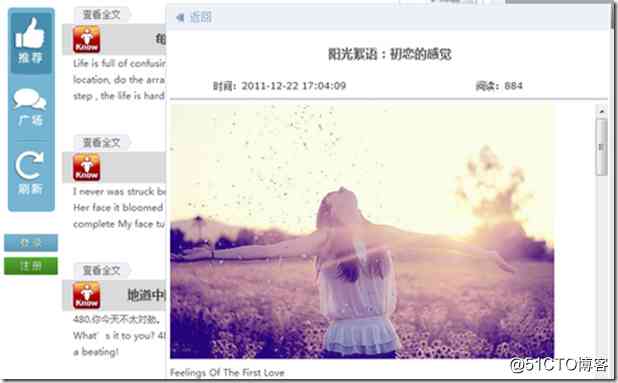 推荐
广场
刷新
登录
注册
查看全文
Know
Life is full of confusin
location, do the arra
step , the life is hard
查看全文
Know
I never was struck be
Her face it bloomed
complete My face tu
查看全文
Know
地道中
480.你今天不太对劲。
What's it to you? 48
a beating!
返回
阳光絮语：初恋的感觉
时间：2011-12-22 17:04:09
阅读：884
Feelings Of The First Love
@51CTO博客